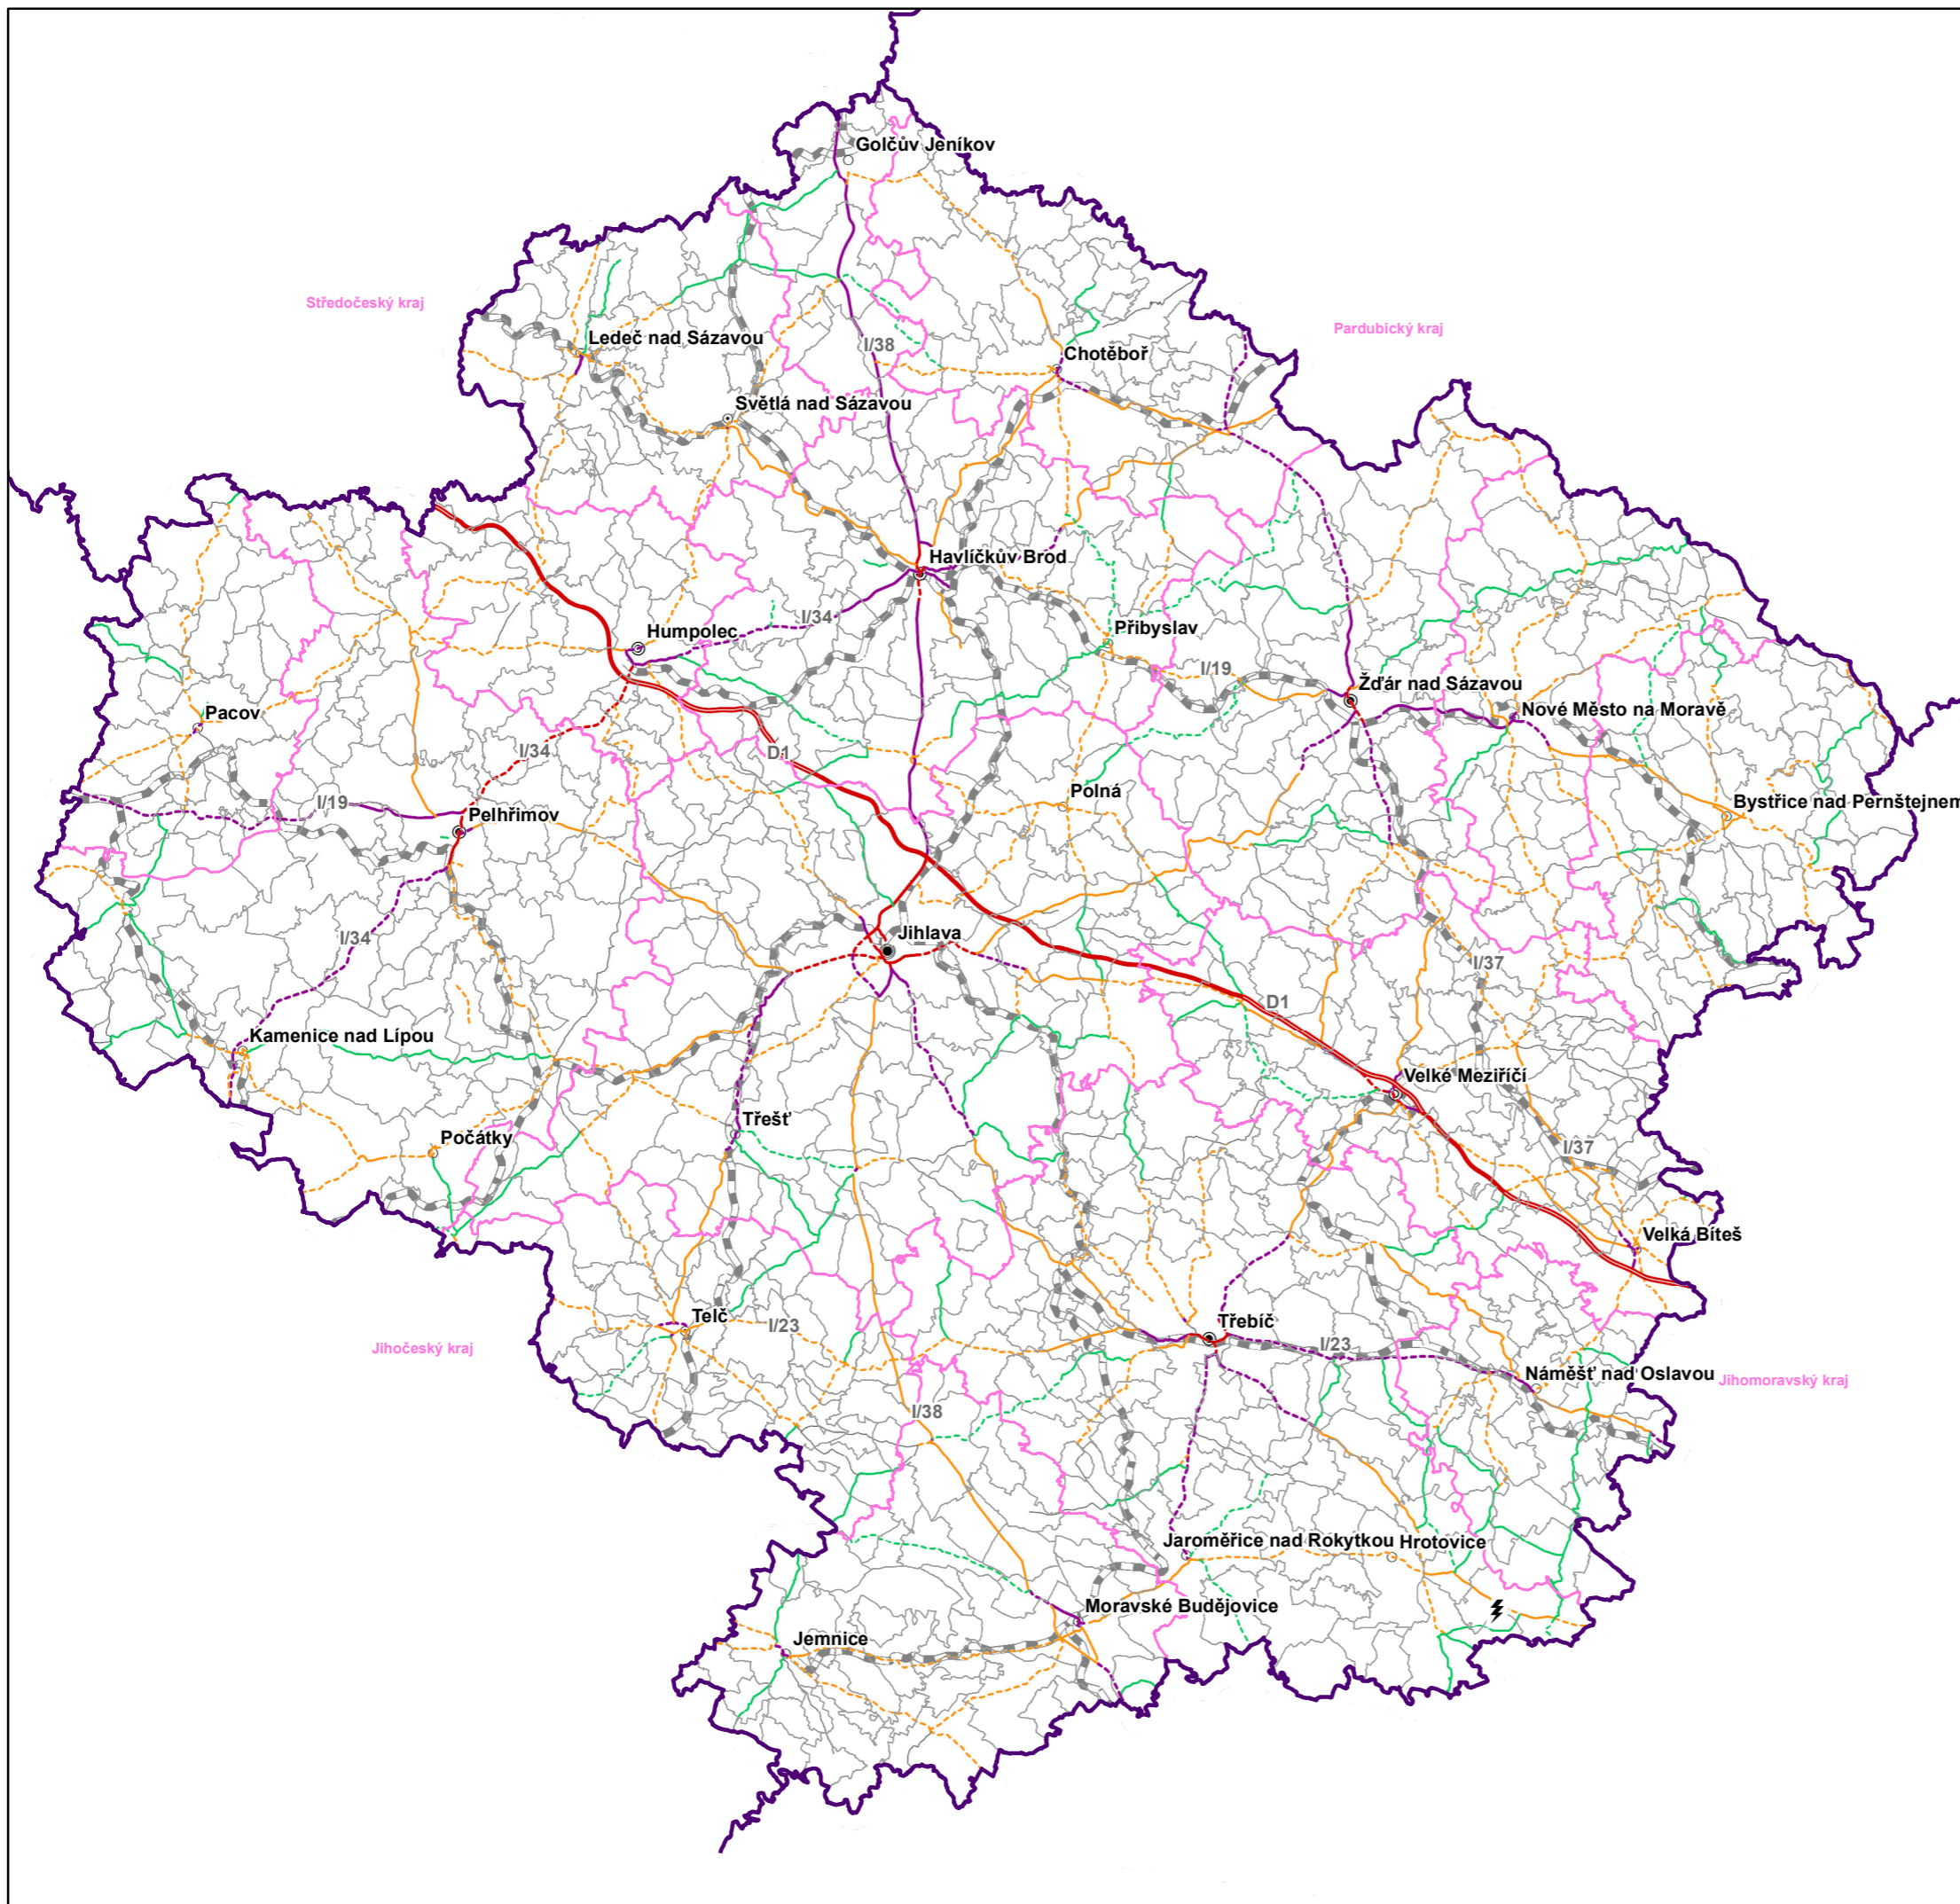 Golčův Jeníkov
Středočeský kraj
Pardubický kraj
Ledeč nad Sázavou
I/38
Chotěboř
Světlá nad Sázavou
Havlíčkův Brod
I/34
Humpolec
Přibyslav
I/19
Žďár nad Sázavou
Pacov
Nové Město na Moravě
I/34
D1
Polná
I/19
Pelhřimov
Bystřice nad Pernštejnem
I/34
Jihlava
I/37
D1
Kamenice nad Lípou
Velké Meziříčí
Třešť
Počátky
I/37
Velká Bíteš
Telč
I/23
Třebíč
I/23
Jihočeský kraj
Náměšť nad Oslavou
Jihomoravský kraj
I/38
Jaroměřice nad Rokytkou
Hrotovice
Moravské Budějovice
Jemnice